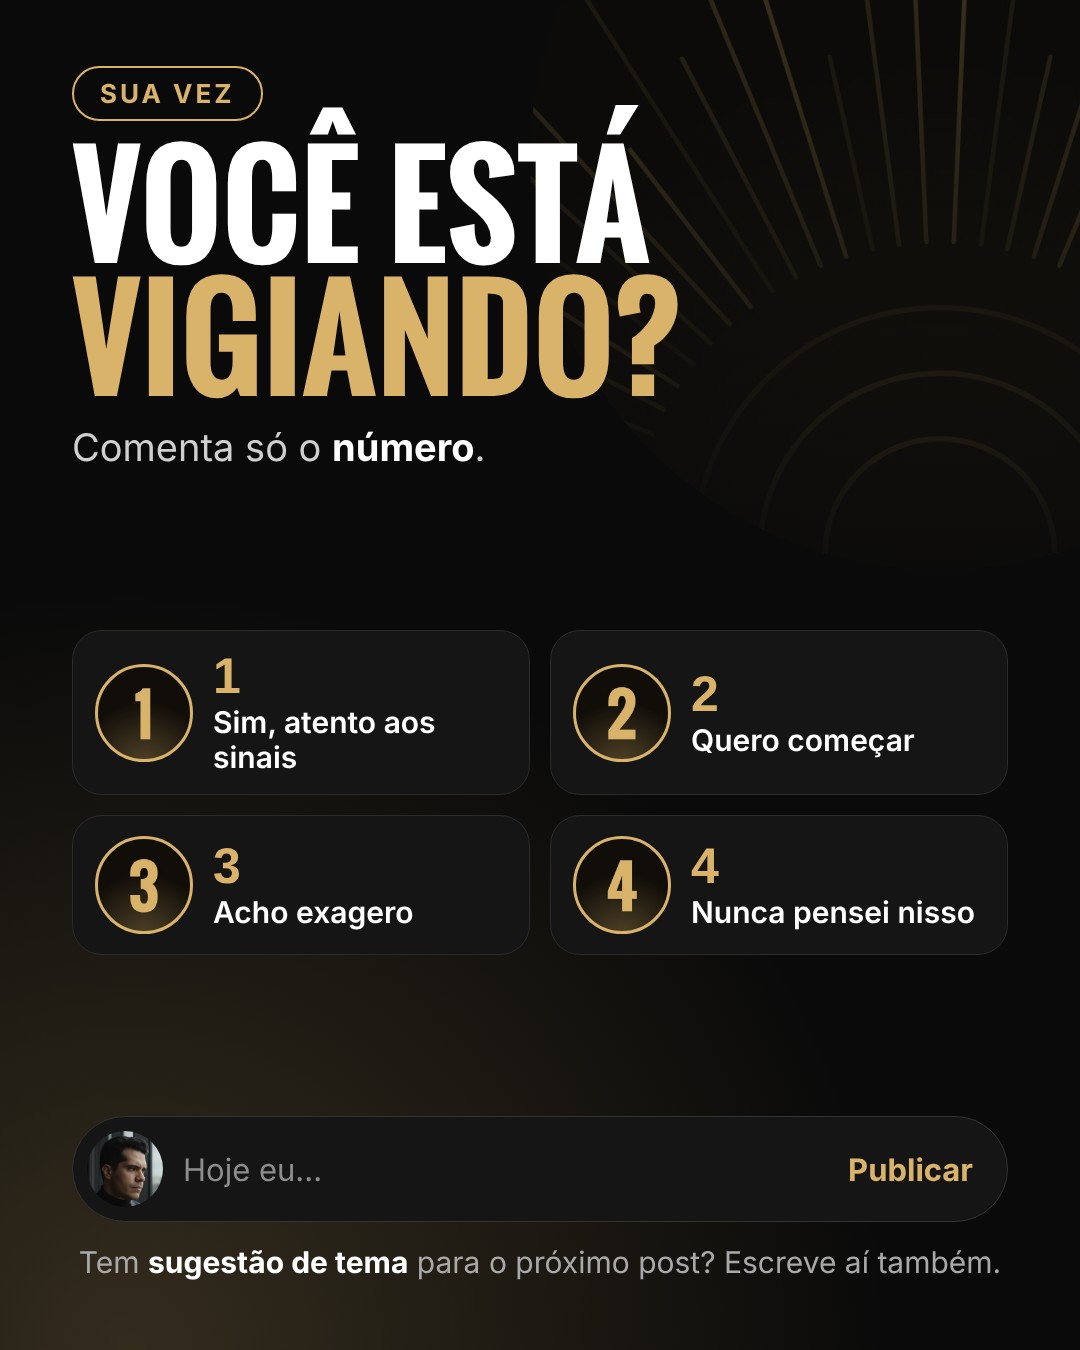 SUA VEZ
VOCÊ ESTÁ
VIGIANDO?
Comenta só o número.
1
1
Sim, atento aos
sinais
2
2
Quero começar
3
3
Acho exagero
4
4
Nunca pensei nisso
Hoje eu...
Publicar
Tem sugestão de tema para o próximo post? Escreve aí também.